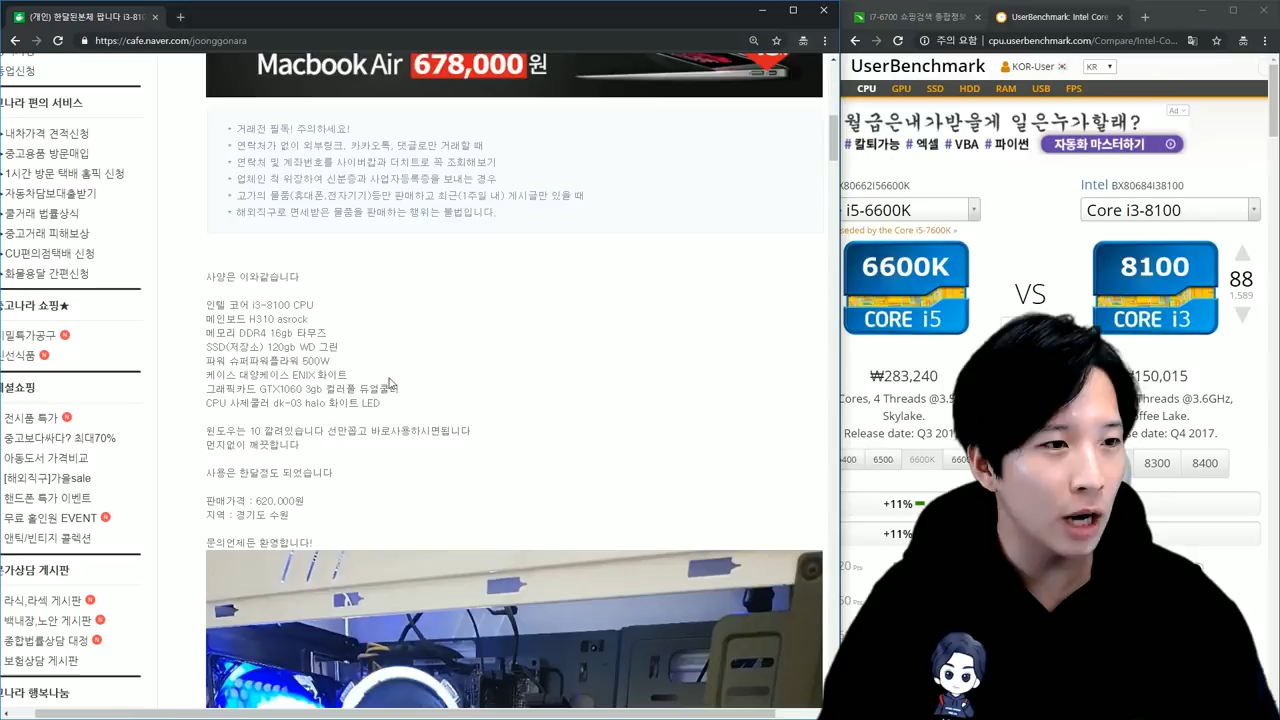 (개인) 한달된본체 팝니다 i3-81
I7-6700 쇼핑검색 종합정보
UserBenchmark: Intel Core
https://cafe.naver.com/joonggonara
주의 요함
cpu.userbenchmark.com/Compare/Intel-Co...
Macbook Air 678,000원
거래전 필독! 주의하세요!
연락처가 없이 외부링크, 카카오톡, 댓글로만 거래할 때
연락처 및 계좌번호를 사이버캅과 더치트로 꼭 조회해보기
업체인 척 위장하여 신분증과 사업자등록증을 보내는 경우
고가의 물품(휴대폰,전자기기)등만 판매하고 최근(1주일 내) 게시글만 있을 때
해외직구로 면세받은 물품을 판매하는 행위는 불법입니다.
사양은 이와같습니다
인텔 코어 i3-8100 CPU
메인보드 H310 asrock
메모리 DDR4 16gb 타무즈
SSD(저장소) 120gb WD 그린
파워 슈퍼파워플라워 500W
케이스 대양케이스 ENIX 화이트
그래픽카드 GTX1060 3gb 컬러풀
CPU 사제쿨러 dk-03 halo 화이트 LED
윈도우는 10 깔려있습니다 선만꼽고 바로사용하시면됩니다
먼지없이 깨끗합니다
사용은 한달정도 되었습니다
판매가격 : 620,000원
지역 : 경기도 수원
문의언제든 환영합니다!
동업신청
고나라 편의 서비스
내차가격 견적신청
중고용품 방문매입
1시간 방문 택배 홈픽 신청
자동차담보대출받기
쿨거래 법률상식
중고거래 피해보상
CU편의점택배 신청
화물용달 간편신청
중고나라 쇼핑★
비밀특가공구 N
신선식품 N
세설쇼핑
전시품 특가 N
중고보다싸다? 최대70%
아동도서 가격비교
[해외직구]가을sale
핸드폰 특가 이벤트
무료 홀인원 EVENT N
앤틱/빈티지 콜렉션
문가상담 게시판
라식,라섹 게시판 N
백내장,노안 게시판 N
종합법률상담 대정 N
보험상담 게시판
고나라 행복나눔
UserBenchmark
KOR-User
KR
CPU GPU SSD HDD RAM USB FPS
Ad
월급은내가받을게 일은누가할래?
# 칼퇴가능 # 엑셀 # VBA # 파이썬
자동화 마스터하기
X80662I56600K
Intel BX80684I38100
i5-6600K
Core i3-8100
seded by the Core i5-7600K »
6600K
CORE i5
VS
8100
CORE i3
88
1,589
₩283,240
150,015
Cores, 4 Threads @3.5
Threads @3.6GHz,
Skylake.
ffee Lake.
Release date: Q3 201
Release date: Q4 2017.
6400 6500 6600K 660
8300 8400
+11%
+11%
20 Pts